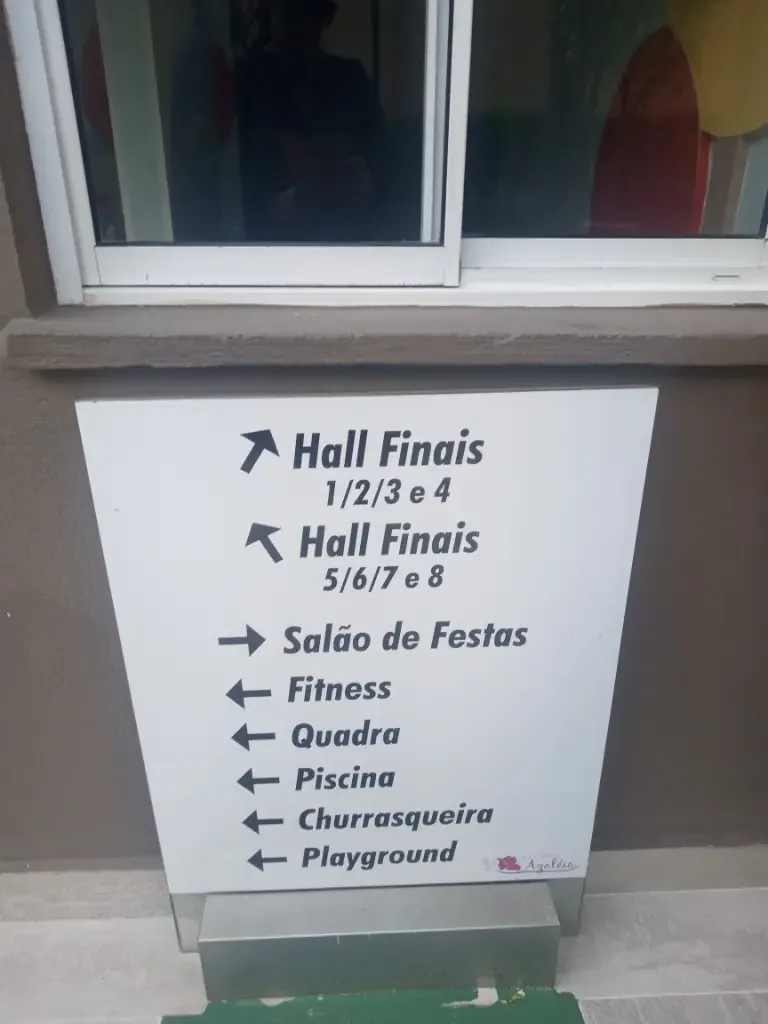 Hall Finais
1/2/3 e 4
Hall Finais
5/6/7 e 8
Salão de Festas
Fitness
Quadra
Piscina
Churrasqueira
Playground